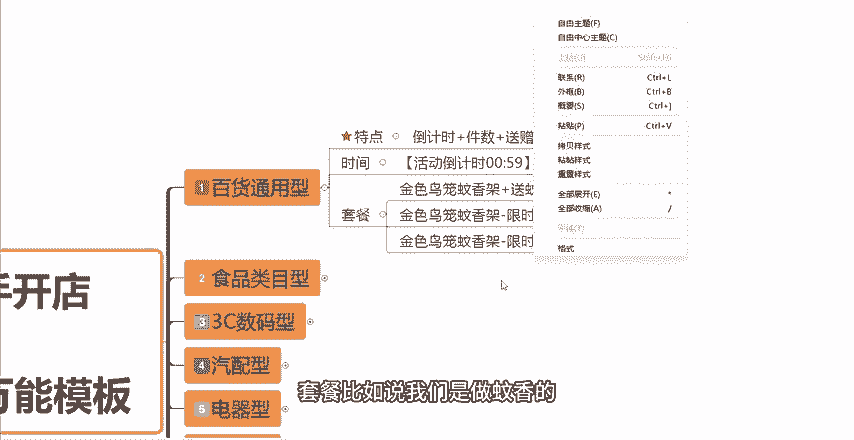 自由主题(F)
自由中心主题(C)
联系(R) Ctrl+L
外框(B) Ctrl+B
概要(S) Ctrl+]
粘贴(P) Ctrl+V
拷贝样式
粘贴样式
重置样式
全部展开(E) *
全部收缩(A) /
格式
★特点 倒计时+件数+送赠
时间 【活动倒计时00:59】
1 百货通用型
金色鸟笼蚊香架+送蚊
套餐 金色鸟笼蚊香架-限时
金色鸟笼蚊香架-限时
2 食品类目型
手开店
3 3C数码型
4 汽配型
万能模板
5 电器型
套餐比如说我们是做蚊香的